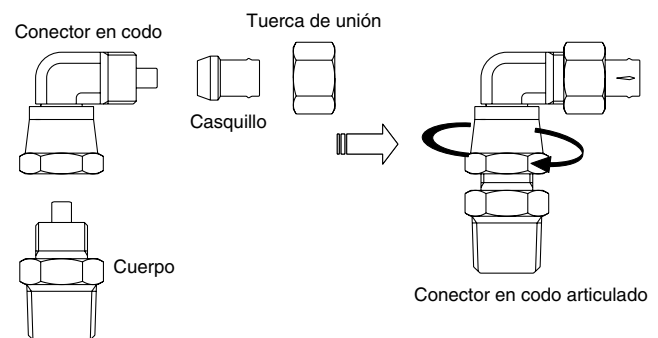 Tuerca de unión
Conector en codo
Casquillo
Cuerpo
Conector en codo articulado